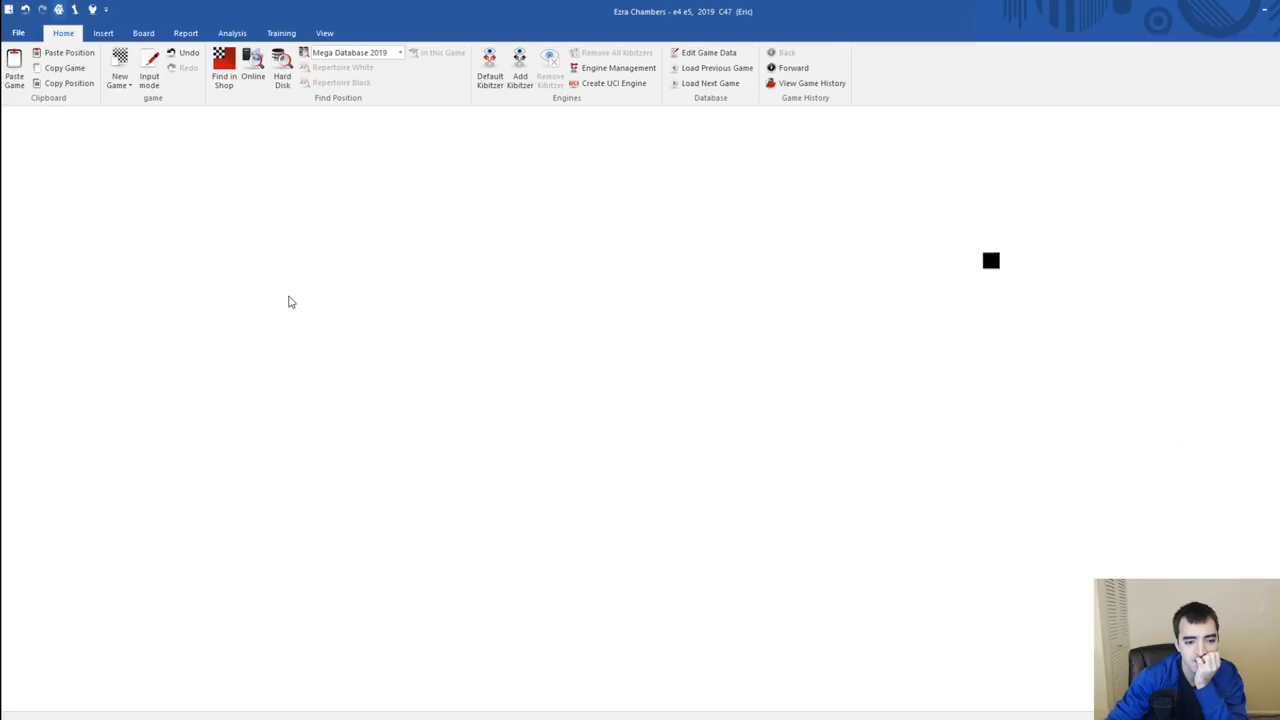 Ezra Chambers - e4 e5, 2019  C47  (Eric)
File Home Insert Board Report Analysis Training View
Paste Game
Paste Position
Copy Game
Copy Position
Clipboard
New Game
Input mode
Undo
Redo
game
Find in Shop
Online
Hard Disk
Mega Database 2019
Repertoire White
Repertoire Black
In this Game
Find Position
Default Kibitzer
Add Kibitzer
Remove Kibitzer
Remove All Kibitzers
Engine Management
Create UCI Engine
Engines
Edit Game Data
Load Previous Game
Load Next Game
Database
Back
Forward
View Game History
Game History